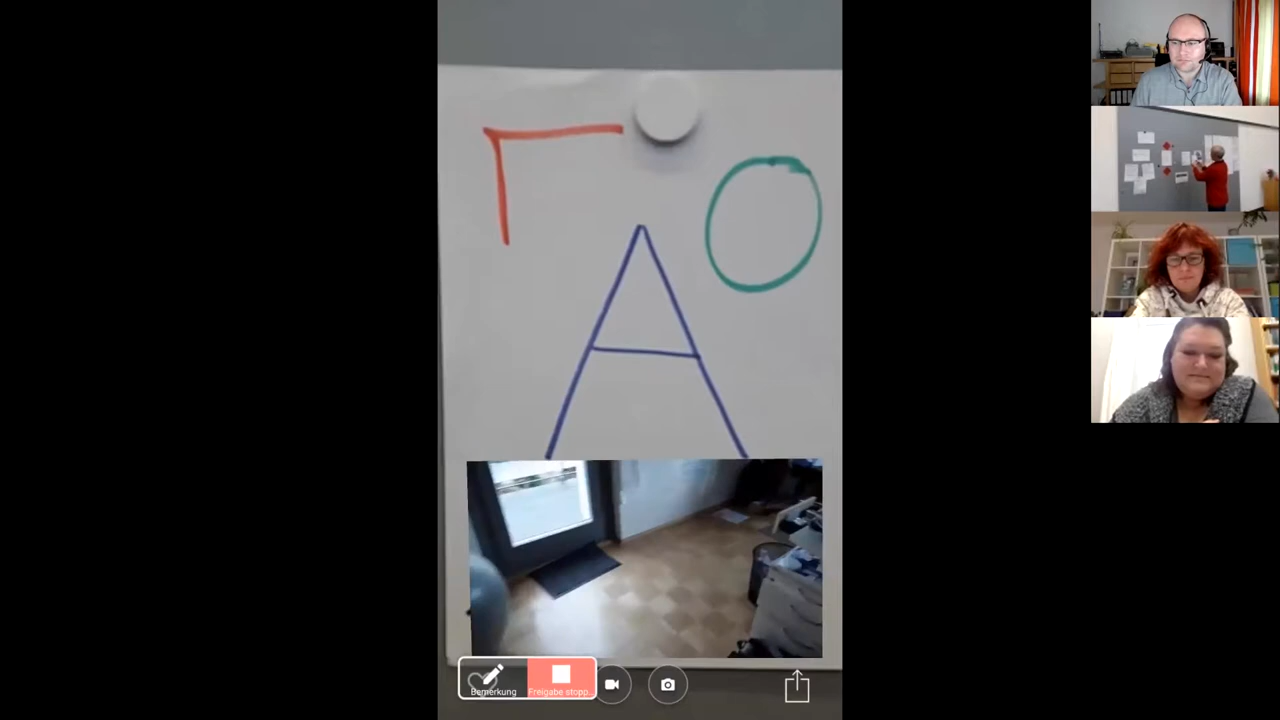 Γ O
A
Bemerkung Freigabe stopp...